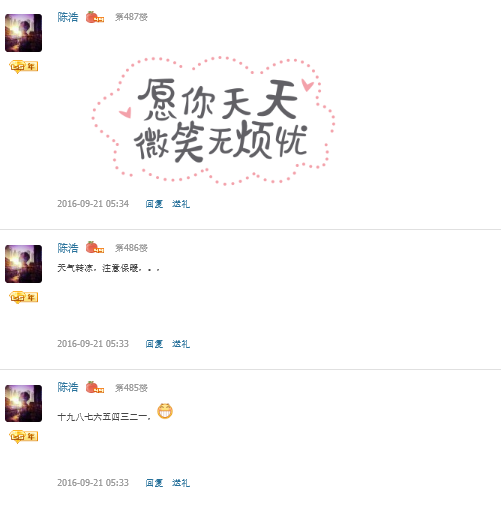 陈浩 第487楼
愿你天天
微笑无烦忧
2016-09-21 05:34 回复 送礼
年
陈浩 第486楼
天气转凉，注意保暖，。，
年
2016-09-21 05:33 回复 送礼
陈浩 第485楼
十九八七六五四三二一，
年
2016-09-21 05:33 回复 送礼